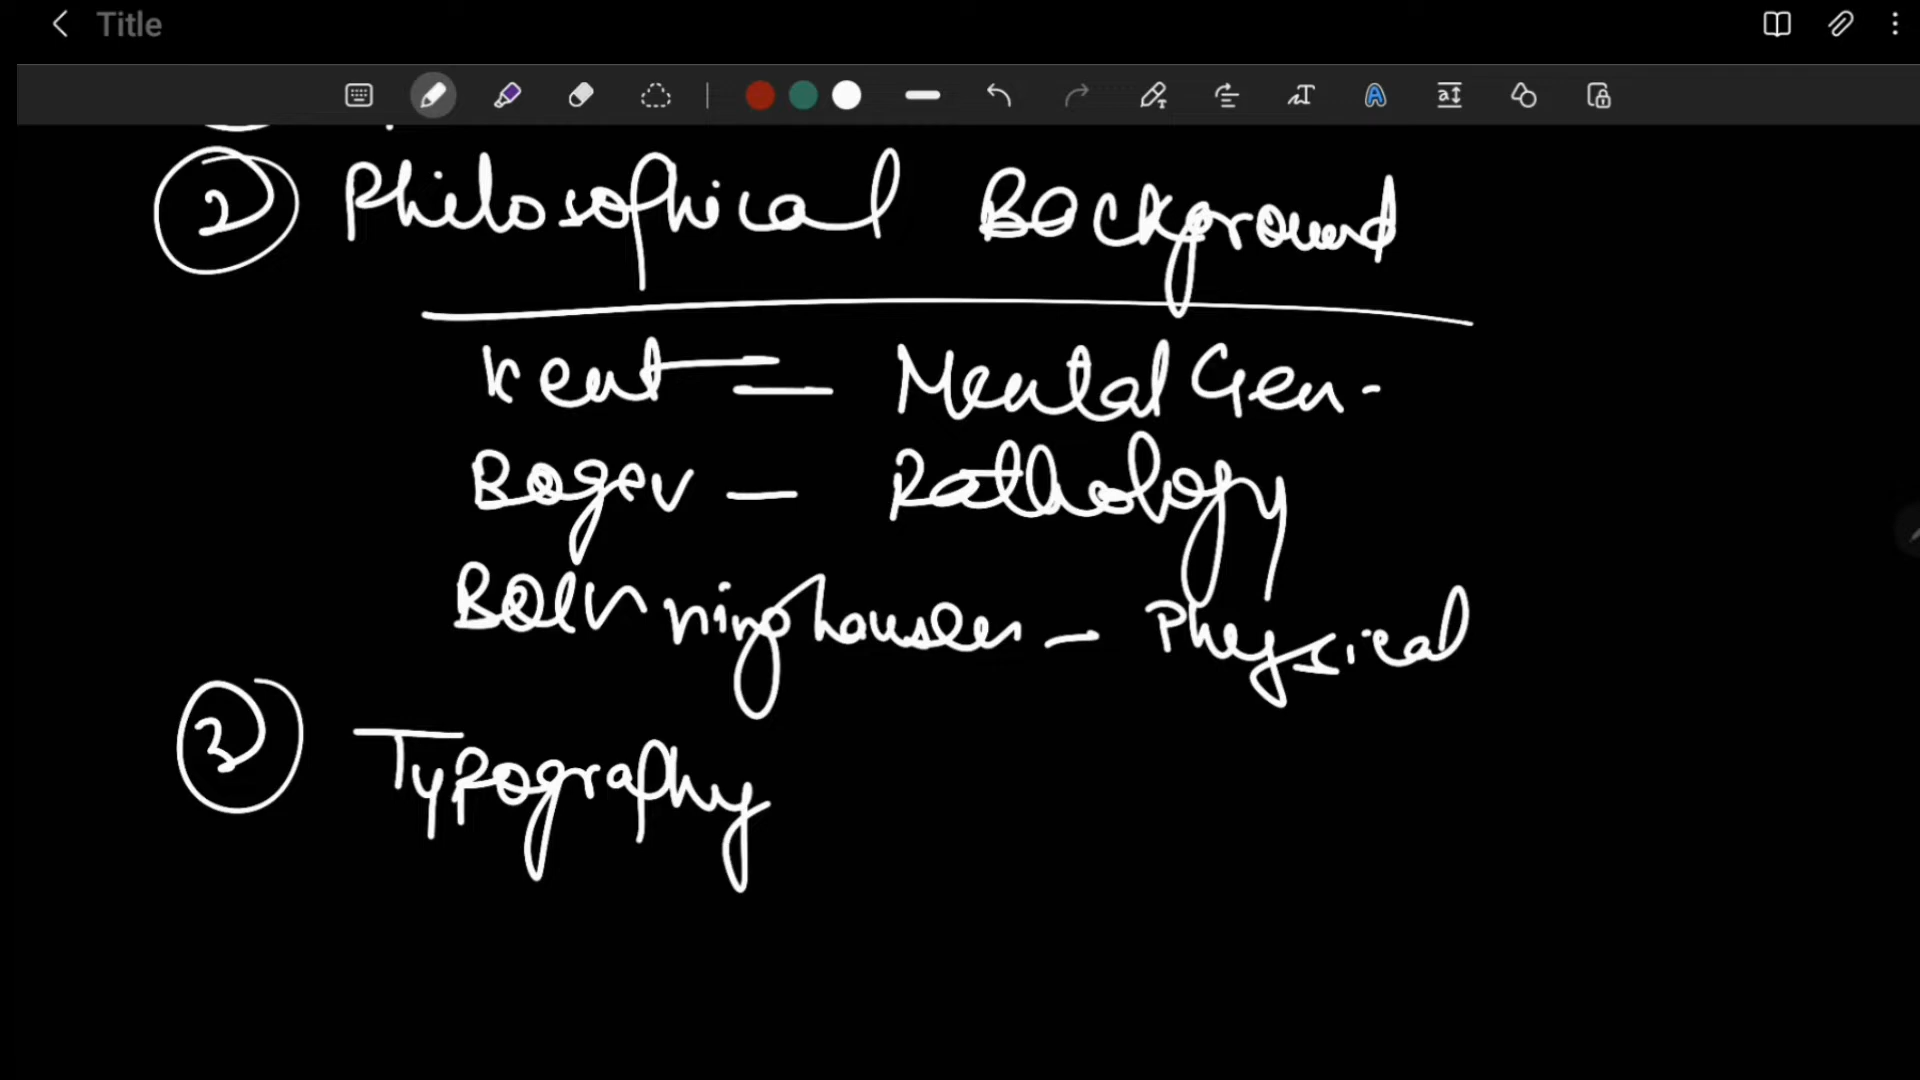 Title
② Philosophical Background
Kent — Mental Gen-
Boger — Pathology
Boenninghausen — Physical
③ Typography